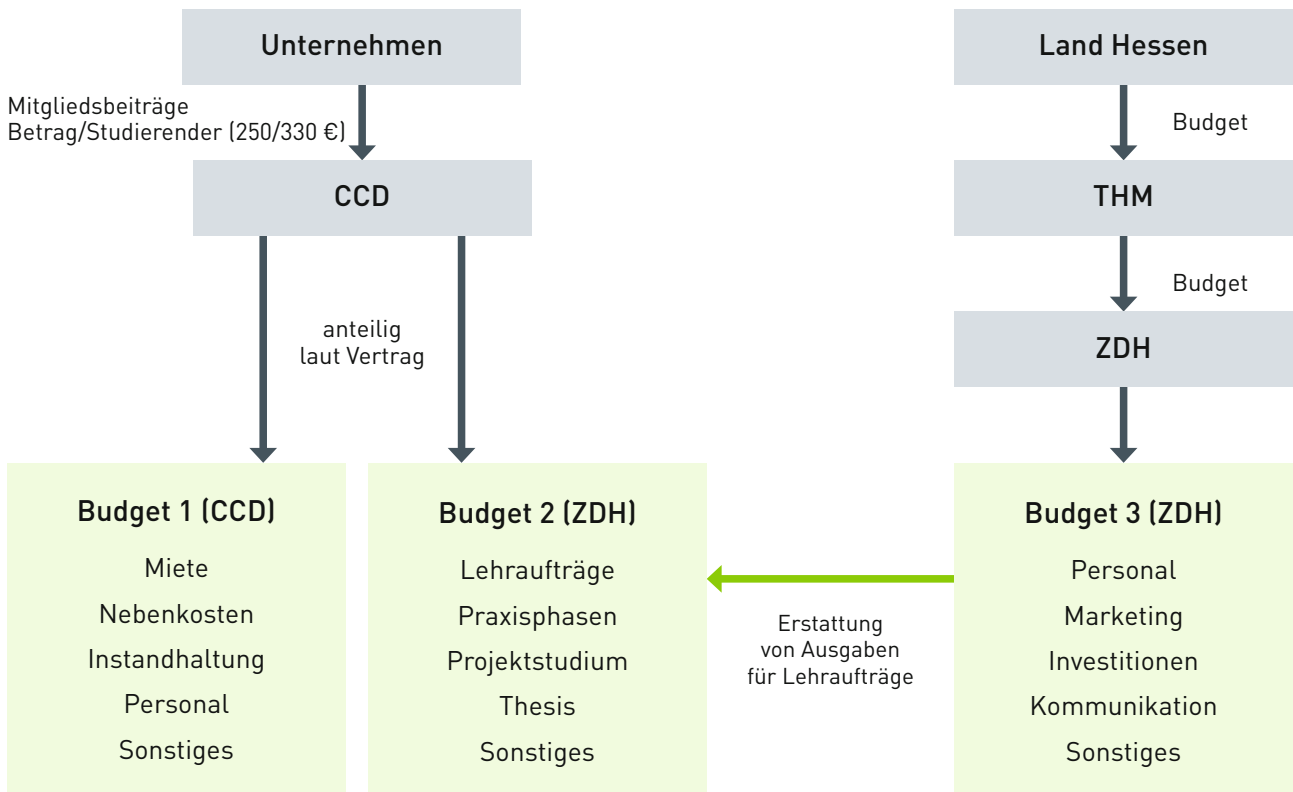 Unternehmen
Mitgliedsbeiträge
Betrag/Studierender (250/330 €)
CCD
anteilig
laut Vertrag
Land Hessen
Budget
THM
Budget
ZDH
Budget 1 (CCD)
Miete
Nebenkosten
Instandhaltung
Personal
Sonstiges
Budget 2 (ZDH)
Lehraufträge
Praxisphasen
Projektstudium
Thesis
Sonstiges
Erstattung
von Ausgaben
für Lehraufträge
Budget 3 (ZDH)
Personal
Marketing
Investitionen
Kommunikation
Sonstiges